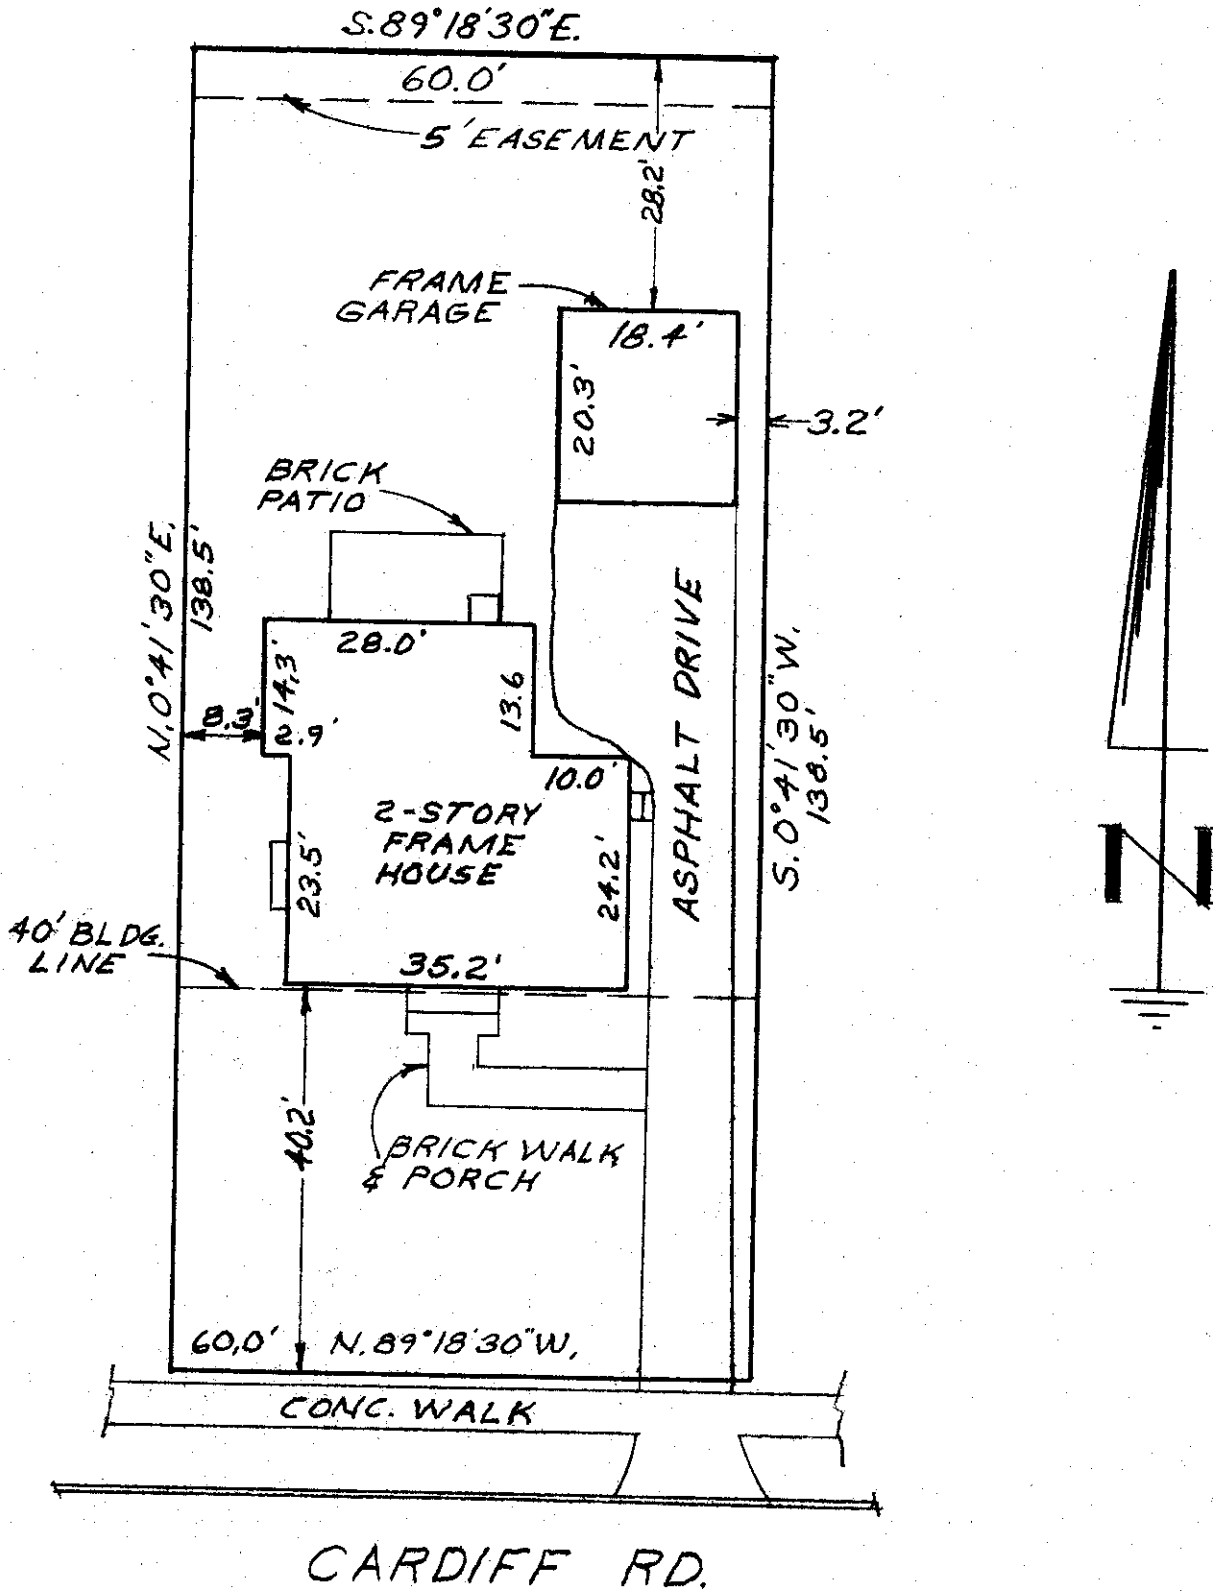 S.89°18'30"E.
60.0'
5' EASEMENT
28.2'
FRAME
GARAGE
18.4'
20.3'
3.2'
BRICK
PATIO
N.0°41'30"E.
138.5'
28.0'
14.3'
13.6
8.3'
2.9'
10.0'
2-STORY
FRAME
HOUSE
23.5'
24.2'
ASPHALT DRIVE
S.0°41'30"W.
138.5'
N
40' BLDG.
LINE
35.2'
40.2'
BRICK WALK
& PORCH
60.0' N.89°18'30"W.
CONC. WALK
CARDIFF RD.